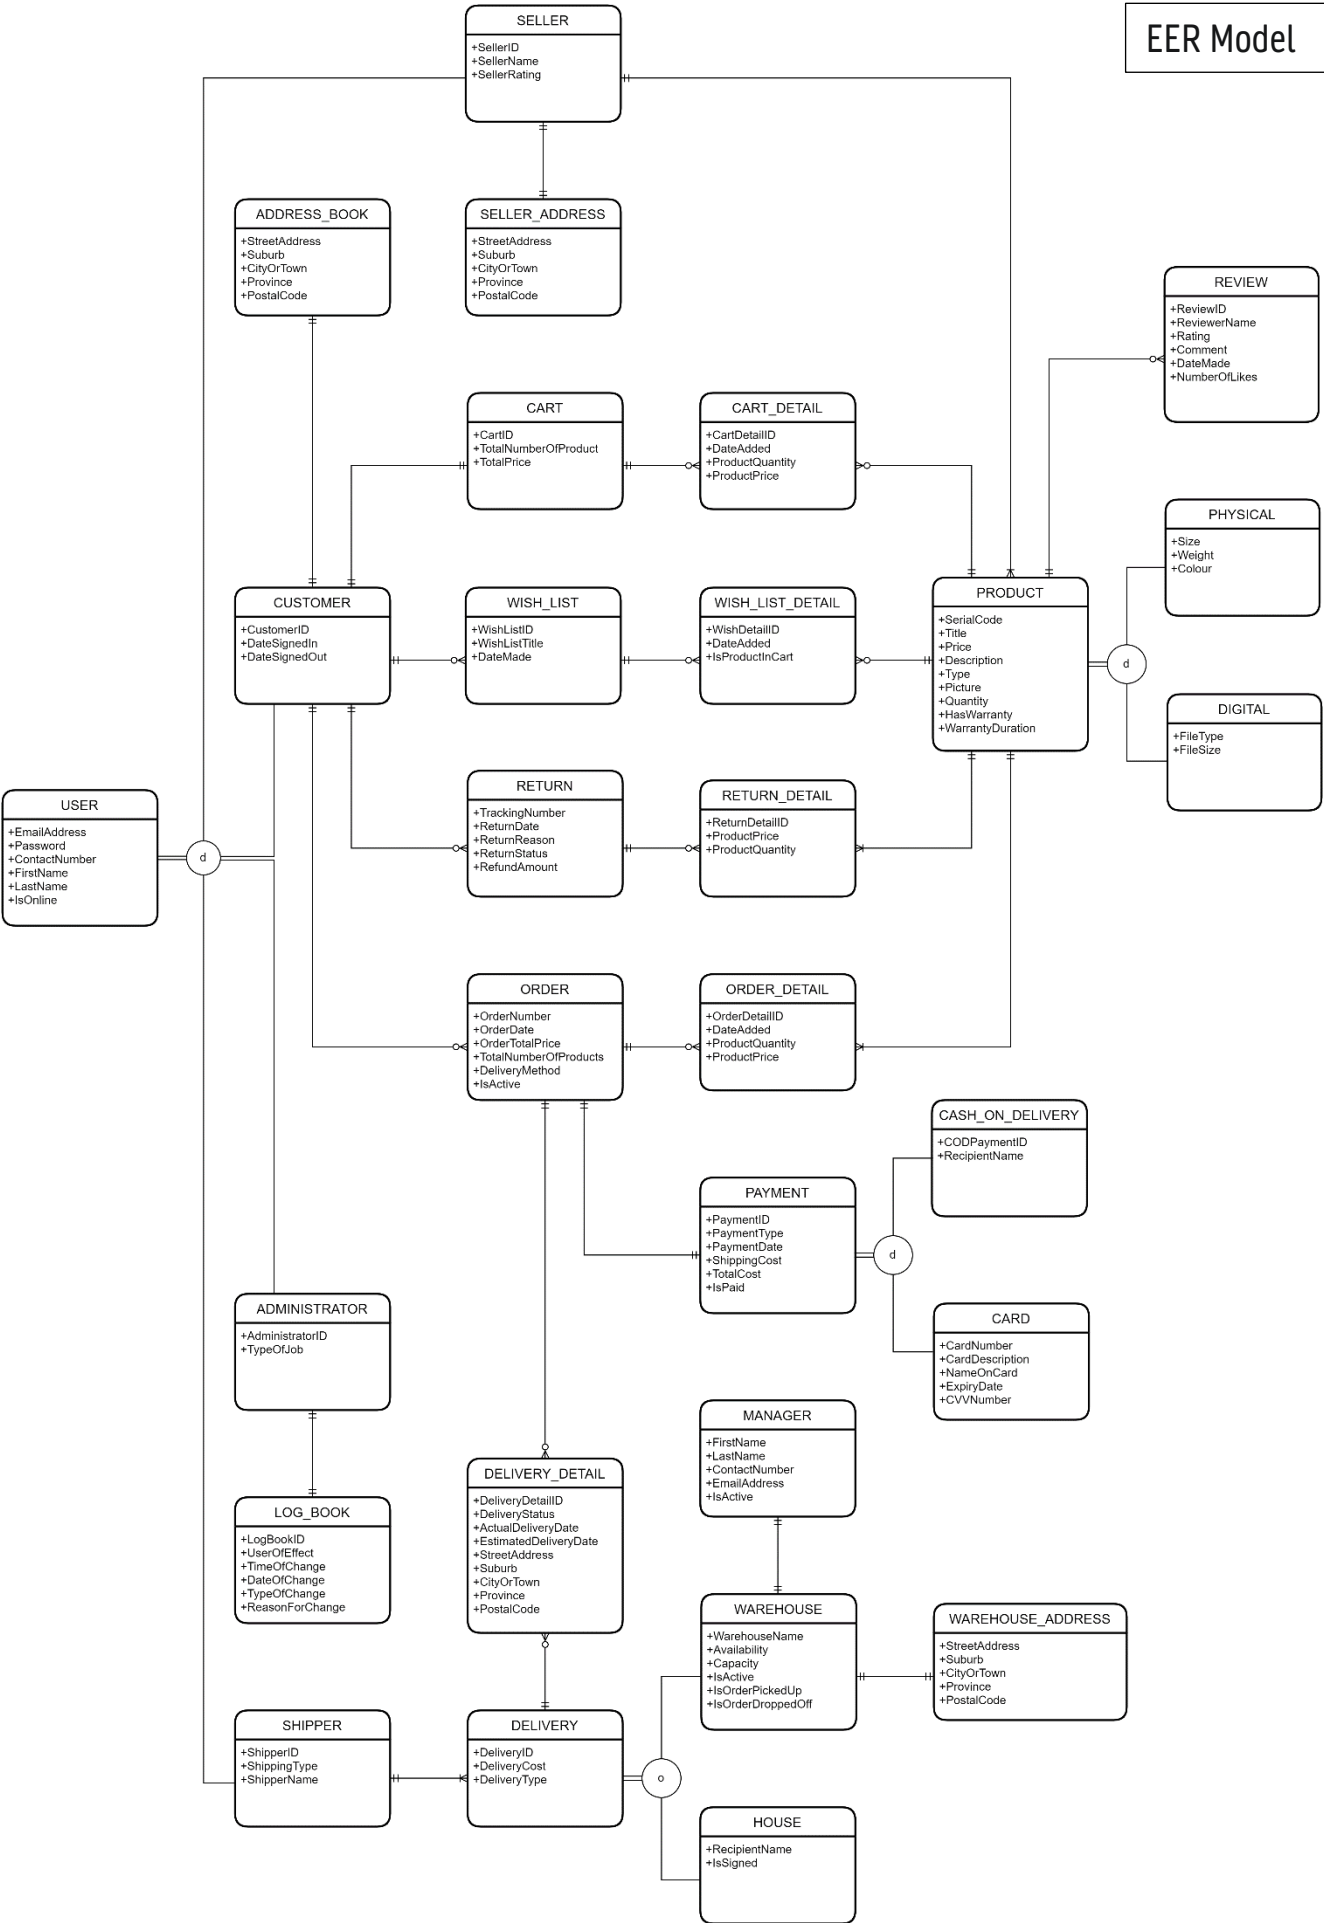 EER Model
SELLER
+SellerID
+SellerName
+SellerRating
ADDRESS_BOOK
+StreetAddress
+Suburb
+CityOrTown
+Province
+PostalCode
SELLER_ADDRESS
+StreetAddress
+Suburb
+CityOrTown
+Province
+PostalCode
REVIEW
+ReviewID
+ReviewerName
+Rating
+Comment
+DateMade
+NumberOfLikes
CART
+CartID
+TotalNumberOfProduct
+TotalPrice
CART_DETAIL
+CartDetailID
+DateAdded
+ProductQuantity
+ProductPrice
PHYSICAL
+Size
+Weight
+Colour
CUSTOMER
+CustomerID
+DateSignedIn
+DateSignedOut
WISH_LIST
+WishListID
+WishListTitle
+DateMade
WISH_LIST_DETAIL
+WishDetailID
+DateAdded
+IsProductInCart
PRODUCT
+SerialCode
+Title
+Price
+Description
+Type
+Picture
+Quantity
+HasWarranty
+WarrantyDuration
d
DIGITAL
+FileType
+FileSize
USER
+EmailAddress
+Password
+ContactNumber
+FirstName
+LastName
+IsOnline
d
RETURN
+TrackingNumber
+ReturnDate
+ReturnReason
+ReturnStatus
+RefundAmount
RETURN_DETAIL
+ReturnDetailID
+ProductPrice
+ProductQuantity
ORDER
+OrderNumber
+OrderDate
+OrderTotalPrice
+TotalNumberOfProducts
+DeliveryMethod
+IsActive
ORDER_DETAIL
+OrderDetailID
+DateAdded
+ProductQuantity
+ProductPrice
CASH_ON_DELIVERY
+CODPaymentID
+RecipientName
PAYMENT
+PaymentID
+PaymentType
+PaymentDate
+ShippingCost
+TotalCost
+IsPaid
d
CARD
+CardNumber
+CardDescription
+NameOnCard
+ExpiryDate
+CVVNumber
ADMINISTRATOR
+AdministratorID
+TypeOfJob
MANAGER
+FirstName
+LastName
+ContactNumber
+EmailAddress
+IsActive
LOG_BOOK
+LogBookID
+UserOfEffect
+TimeOfChange
+DateOfChange
+TypeOfChange
+ReasonForChange
DELIVERY_DETAIL
+DeliveryDetailID
+DeliveryStatus
+ActualDeliveryDate
+EstimatedDeliveryDate
+StreetAddress
+Suburb
+CityOrTown
+Province
+PostalCode
WAREHOUSE
+WarehouseName
+Availability
+Capacity
+IsActive
+IsOrderPickedUp
+IsOrderDroppedOff
WAREHOUSE_ADDRESS
+StreetAddress
+Suburb
+CityOrTown
+Province
+PostalCode
SHIPPER
+ShipperID
+ShippingType
+ShipperName
DELIVERY
+DeliveryID
+DeliveryCost
+DeliveryType
o
HOUSE
+RecipientName
+IsSigned